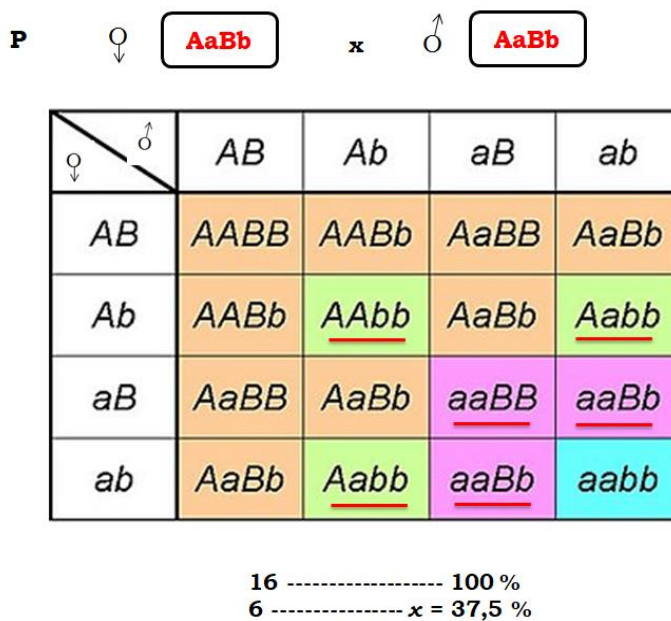 P ♀ AaBb x ♂ AaBb
♀ ♂ AB Ab aB ab
AB AABB AABb AaBB AaBb
Ab AABb AAbb AaBb Aabb
aB AaBB AaBb aaBB aaBb
ab AaBb Aabb aaBb aabb
16 ------------------- 100 %
6 ---------------- x = 37,5 %